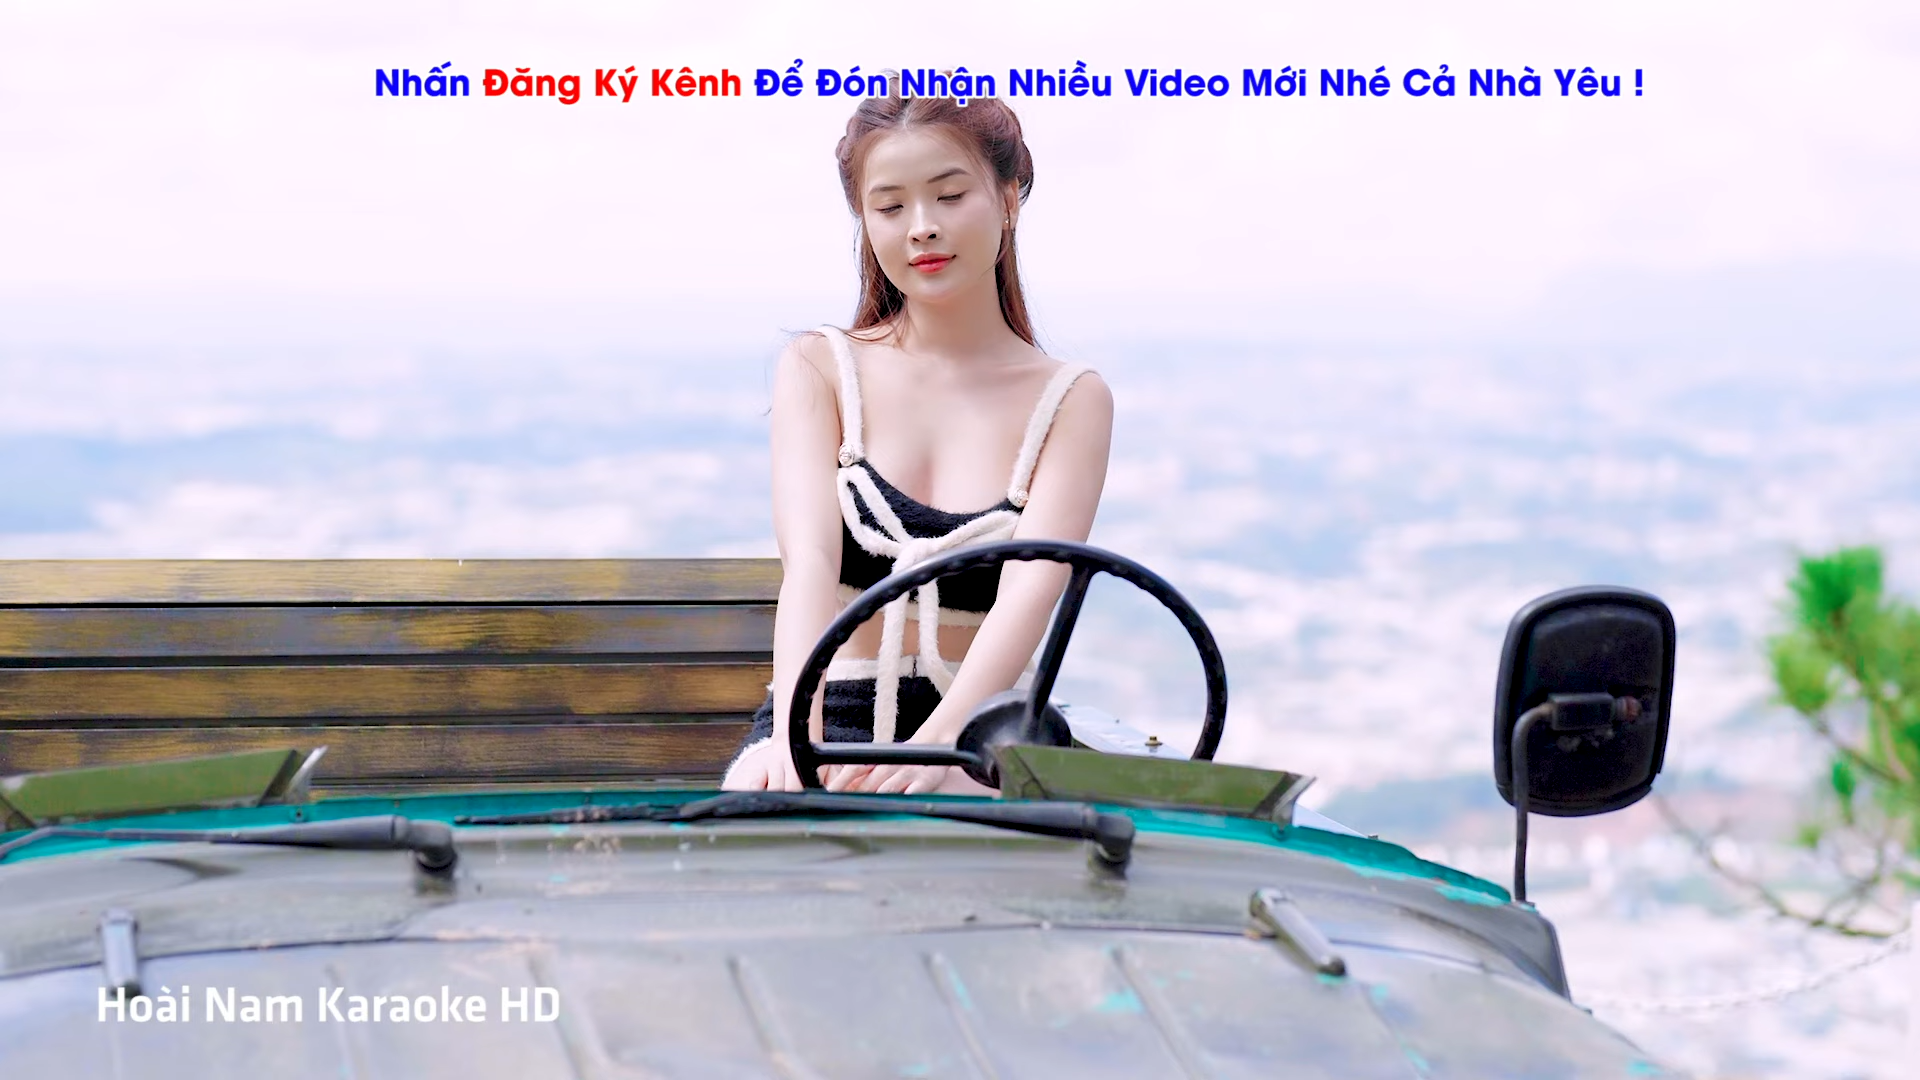 Nhấn Đăng Ký Kênh Để Đón Nhận Nhiều Video Mới Nhé Cả Nhà Yêu !
Hoài Nam Karaoke HD